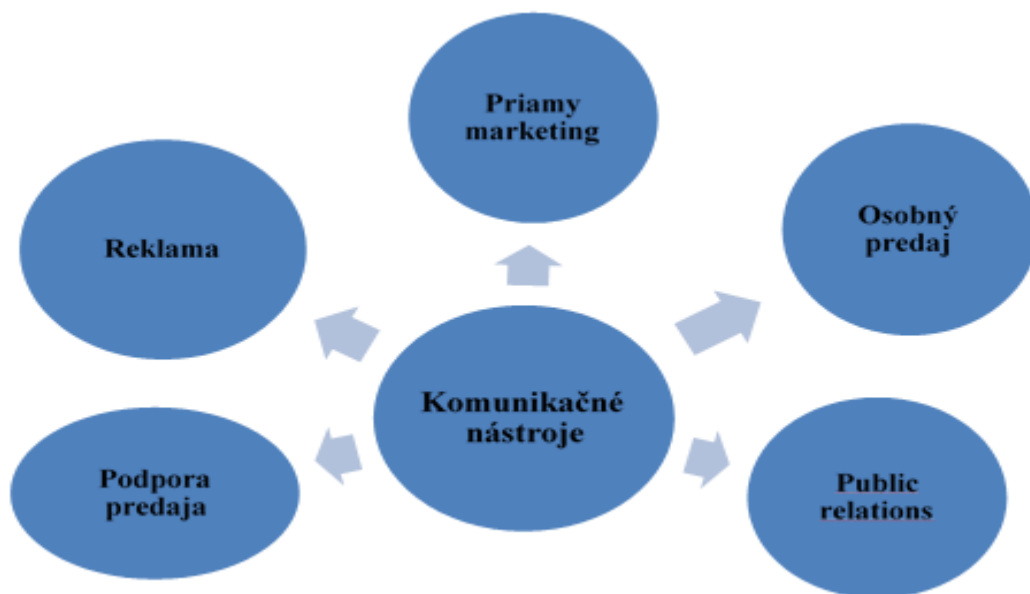 Priamy
marketing
Osobný
predaj
Reklama
Komunikačné
nástroje
Podpora
predaja
Public
relations